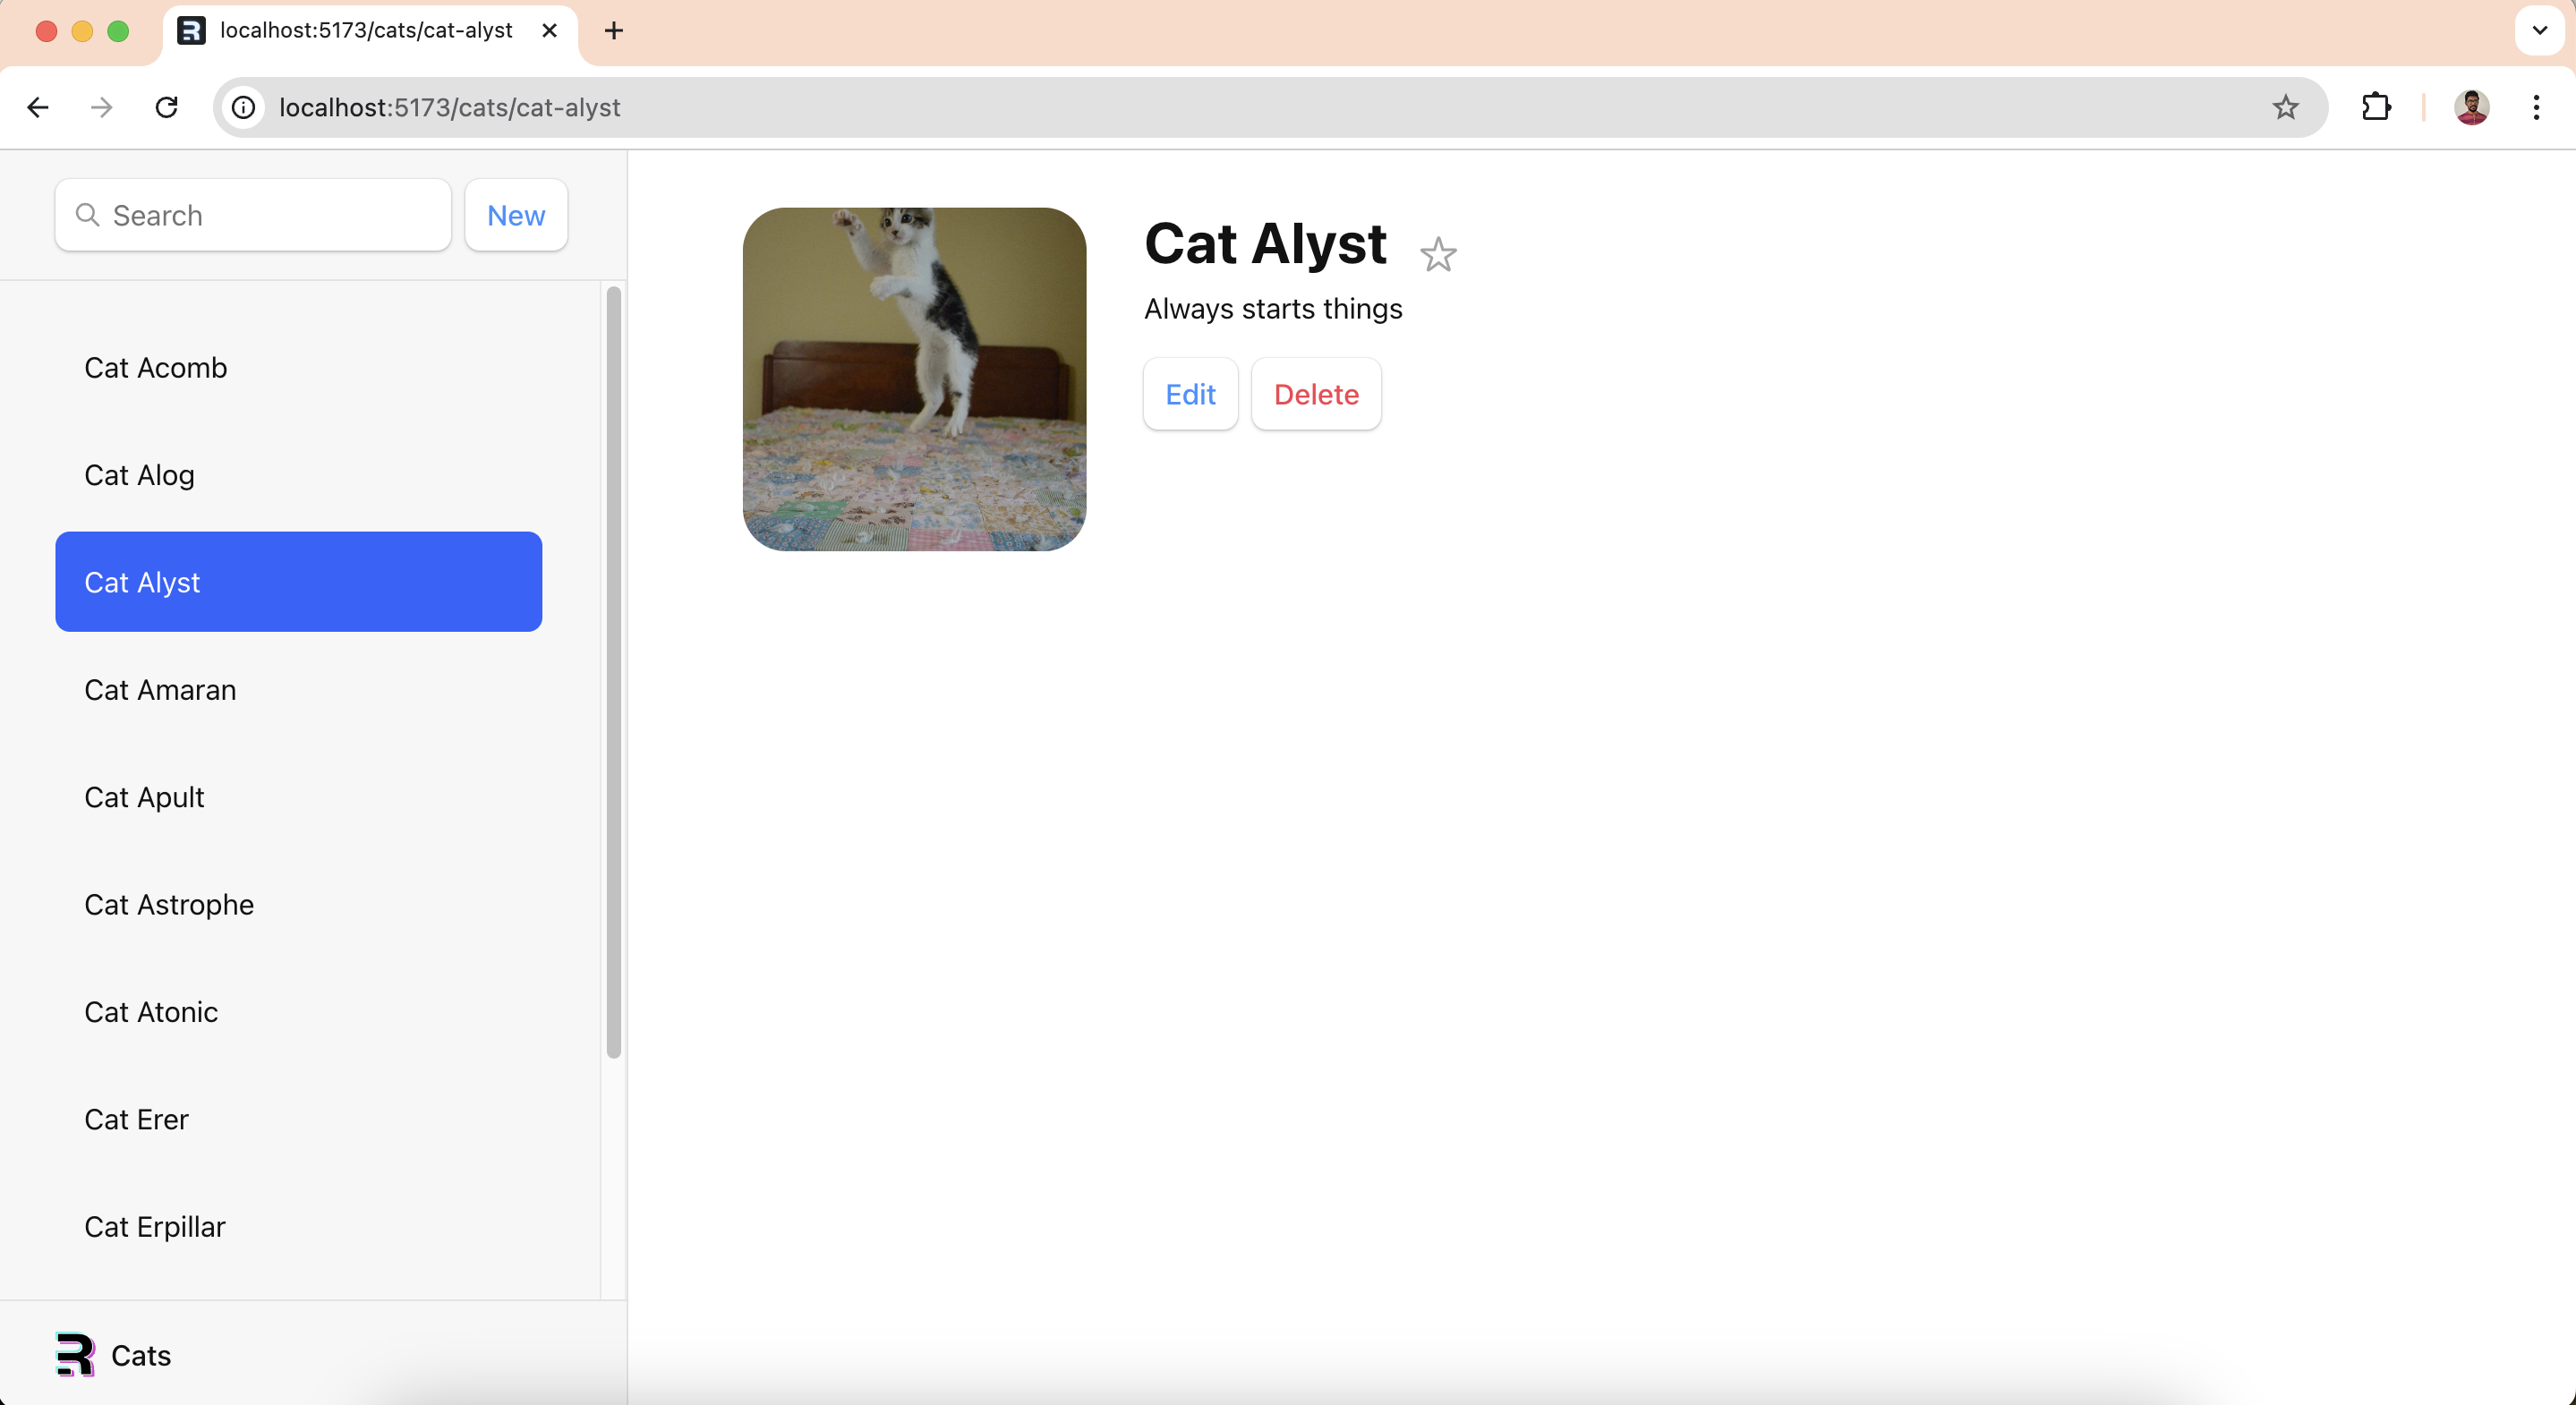 localhost:5173/cats/cat-alyst
localhost:5173/cats/cat-alyst
Search
New
Cat Acomb
Cat Alog
Cat Alyst
Cat Amaran
Cat Apult
Cat Astrophe
Cat Atonic
Cat Erer
Cat Erpillar
Cats
Cat Alyst
Always starts things
Edit
Delete